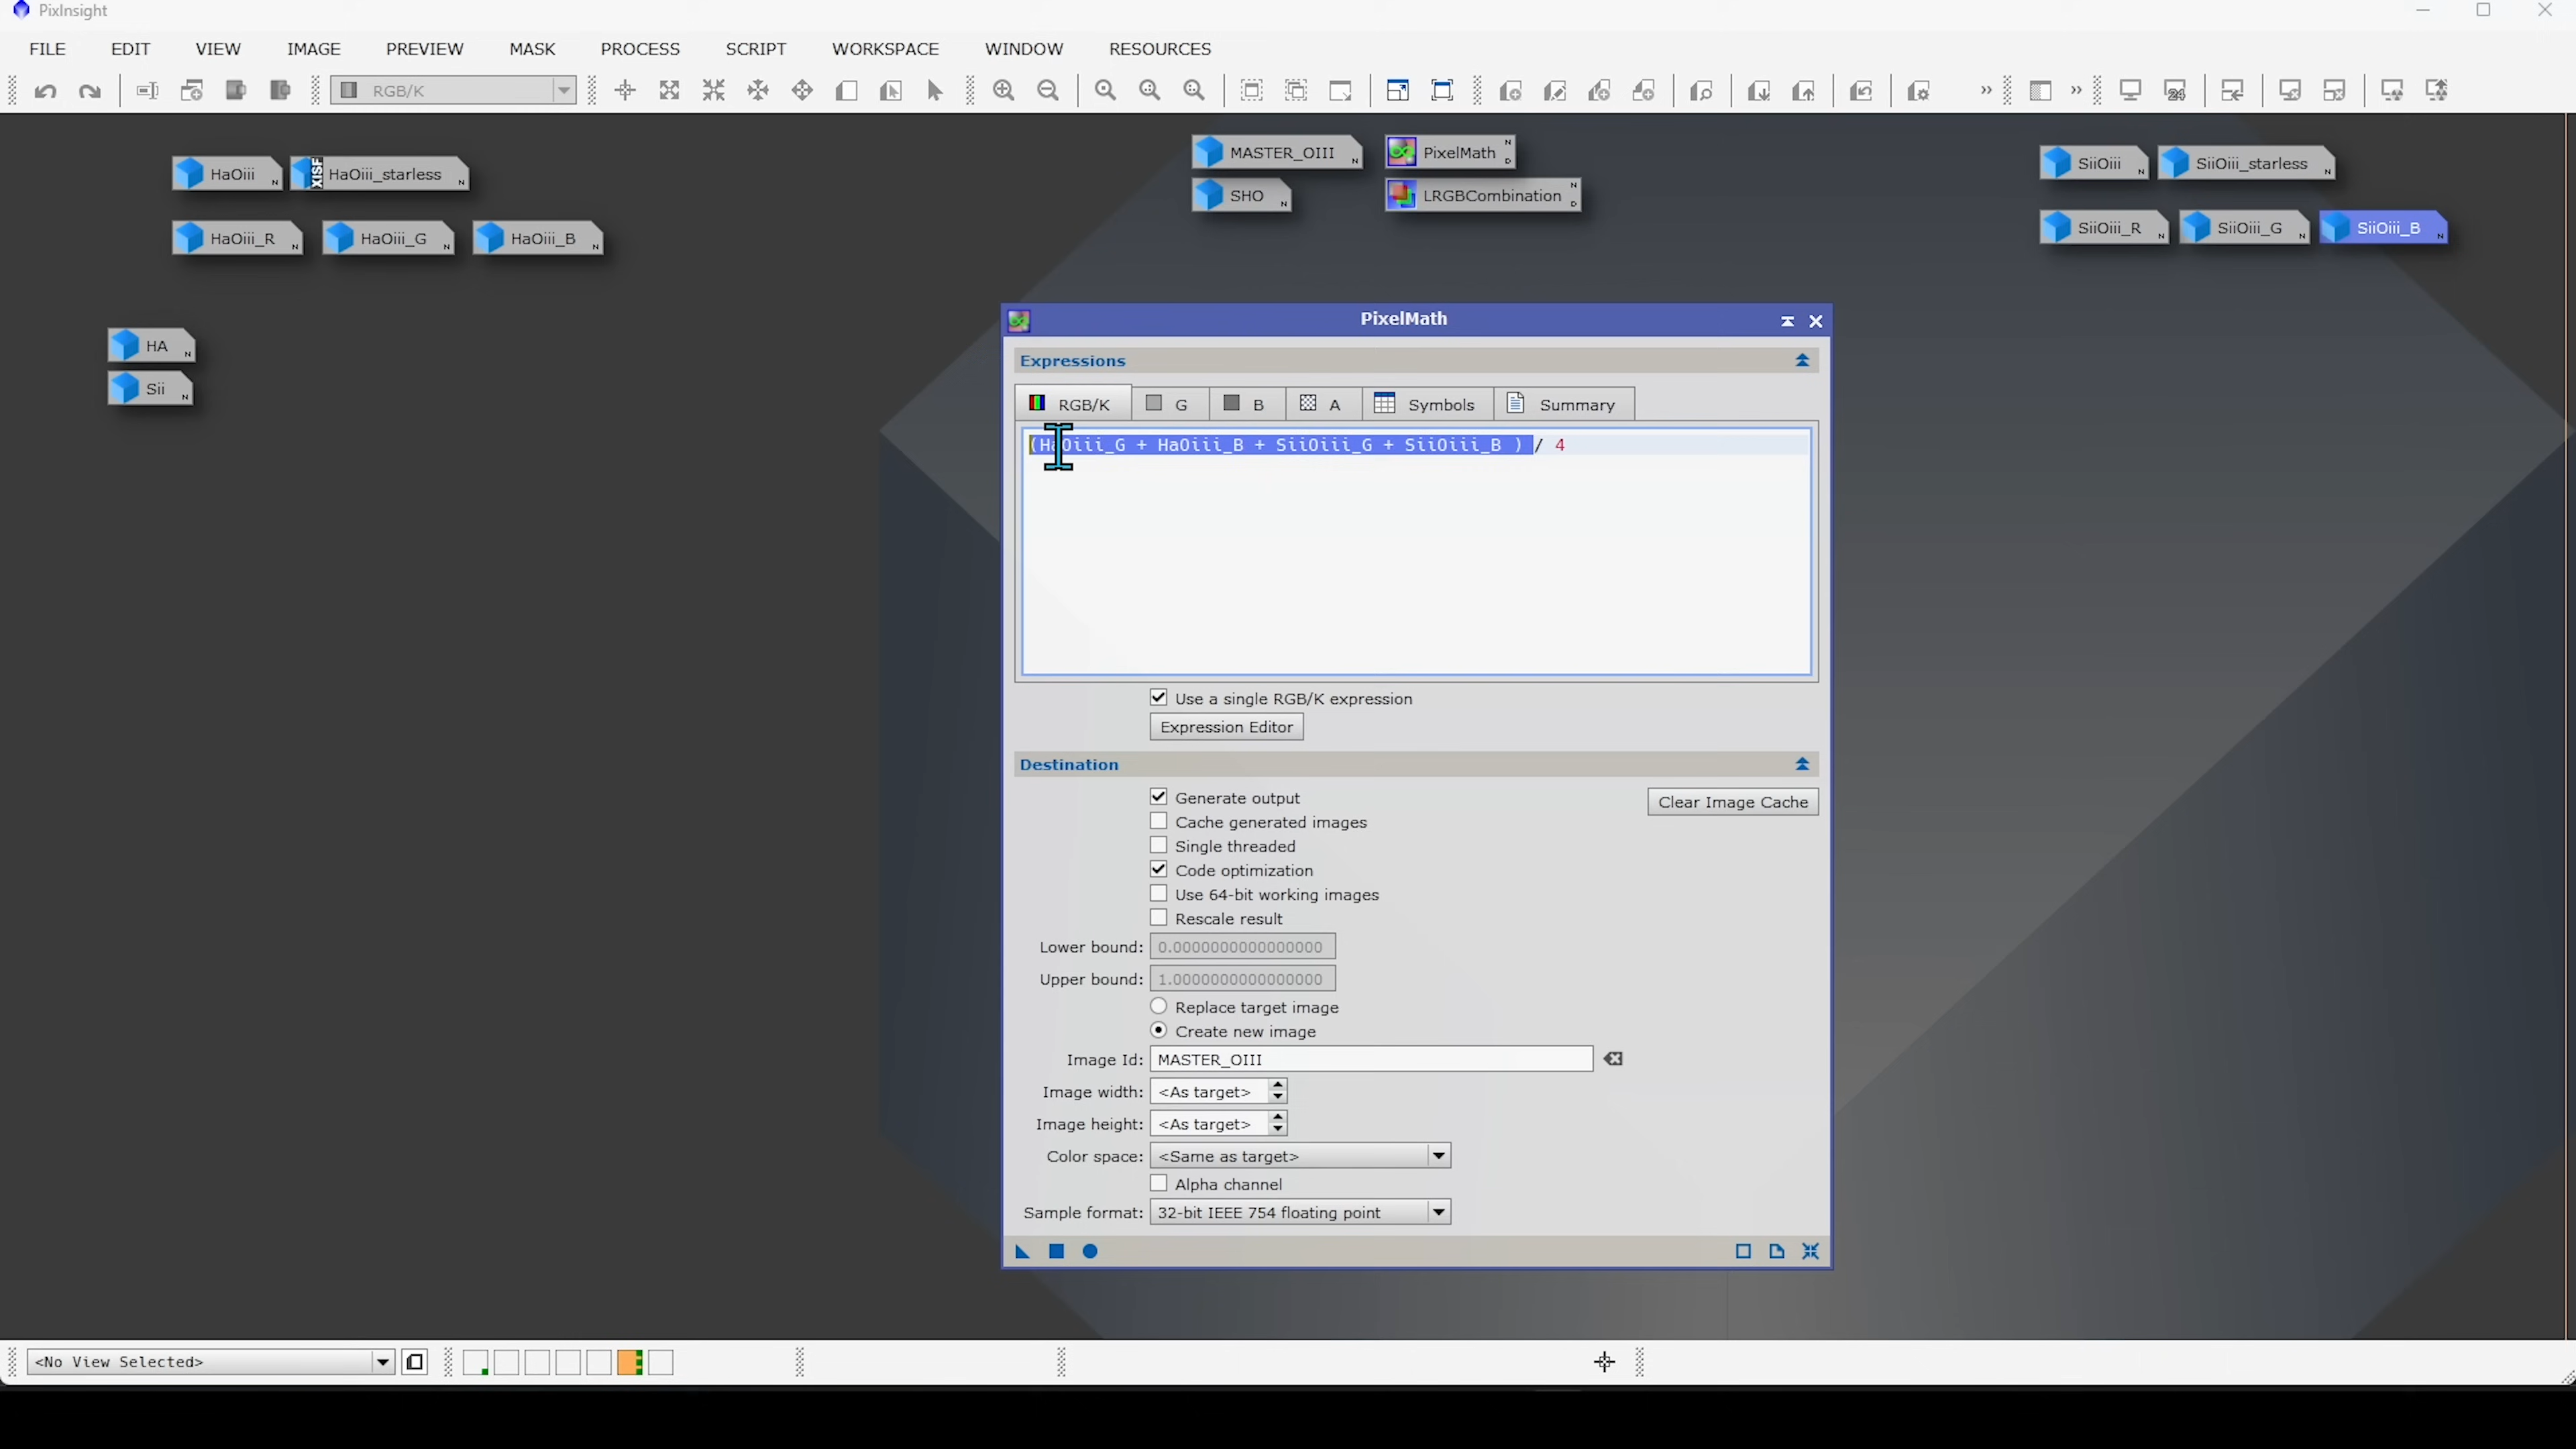 PixInsight
FILE EDIT VIEW IMAGE PREVIEW MASK PROCESS SCRIPT WORKSPACE WINDOW RESOURCES
RGB/K
24
HaOiii
XISF HaOiii_starless
MASTER_OIII
PixelMath
SiiOiii
SiiOiii_starless
SHO
LRGBCombination
HaOiii_R
HaOiii_G
HaOiii_B
SiiOiii_R
SiiOiii_G
SiiOiii_B
HA
Sii
PixelMath
Expressions
RGB/K G B A Symbols Summary
(HaOiii_G + HaOiii_B + SiiOiii_G + SiiOiii_B ) / 4
Use a single RGB/K expression
Expression Editor
Destination
Generate output
Clear Image Cache
Cache generated images
Single threaded
Code optimization
Use 64-bit working images
Rescale result
Lower bound: 0.0000000000000000
Upper bound: 1.0000000000000000
Replace target image
Create new image
Image Id: MASTER_OIII
Image width: <As target>
Image height: <As target>
Color space: <Same as target>
Alpha channel
Sample format: 32-bit IEEE 754 floating point
<No View Selected>